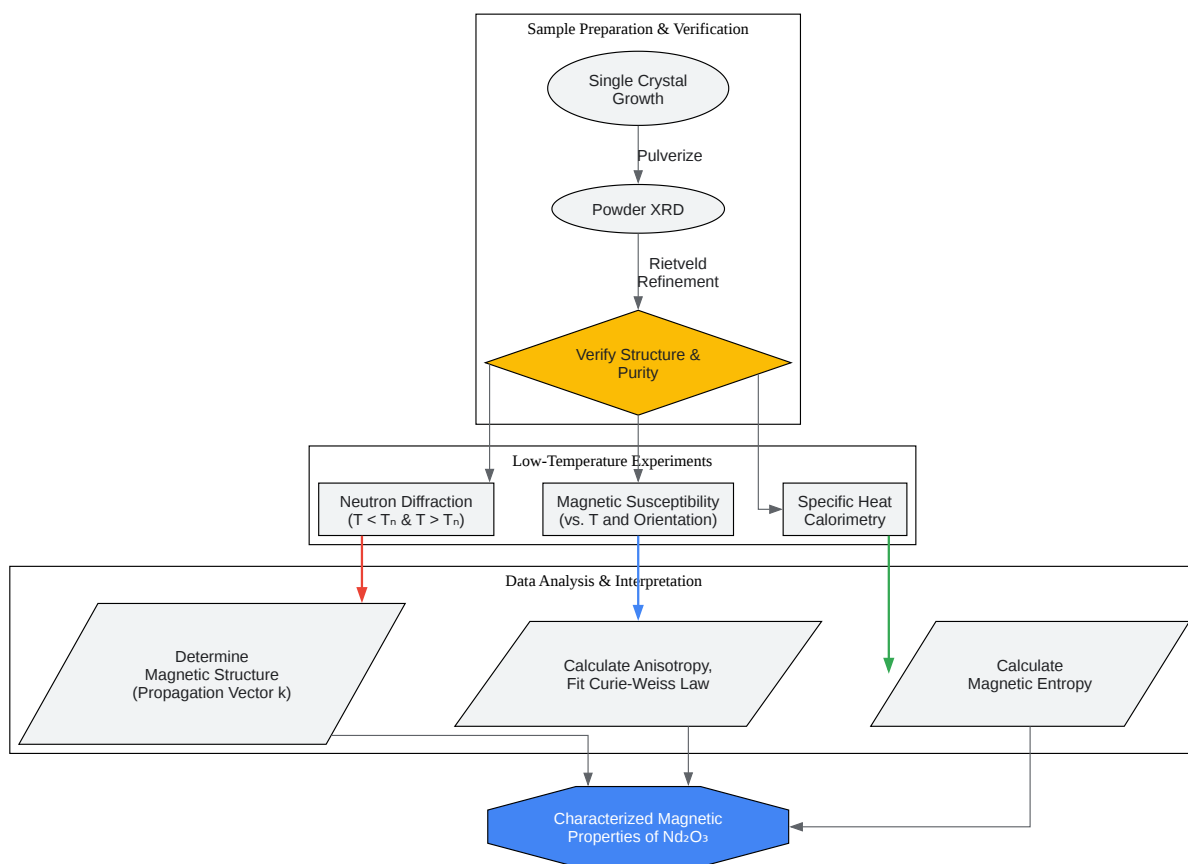 Sample Preparation & Verification
Single Crystal
Growth
Pulverize
Powder XRD
Rietveld
Refinement
Verify Structure &
Purity
Low-Temperature Experiments
Neutron Diffraction
(T < Tₙ & T > Tₙ)
Magnetic Susceptibility
(vs. T and Orientation)
Specific Heat
Calorimetry
Data Analysis & Interpretation
Determine
Magnetic Structure
(Propagation Vector k)
Calculate Anisotropy,
Fit Curie-Weiss Law
Calculate
Magnetic Entropy
Characterized Magnetic
Properties of Nd₂O₃